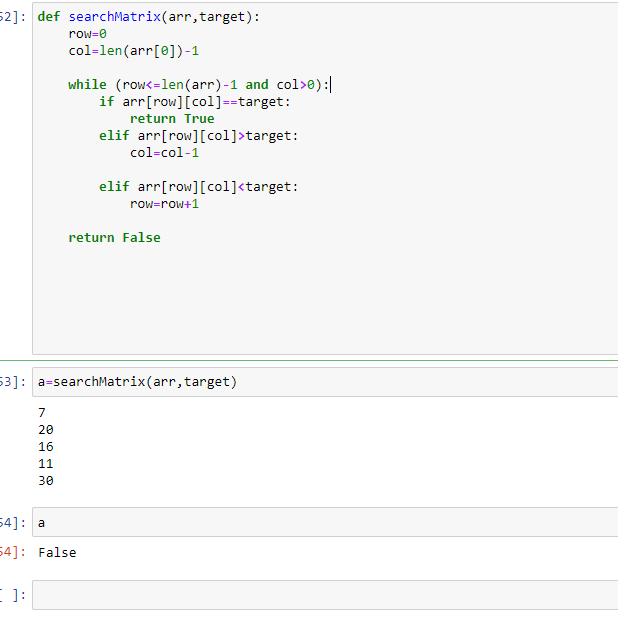 52]: def searchMatrix(arr,target):
    row=0
    col=len(arr[0])-1
    while (row<=len(arr)-1 and col>0):
        if arr[row][col]==target:
            return True
        elif arr[row][col]>target:
            col=col-1
        elif arr[row][col]<target:
            row=row+1
    return False
53]: a=searchMatrix(arr,target)
7
20
16
11
30
54]: a
54]: False
[ ]: